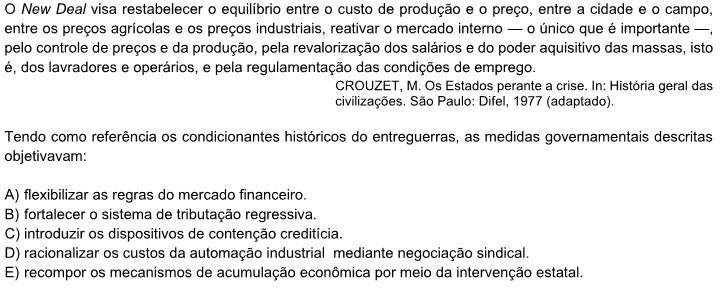 O New Deal visa restabelecer o equilíbrio entre o custo de produção e o preço, entre a cidade e o campo,
entre os preços agrícolas e os preços industriais, reativar o mercado interno — o único que é importante —,
pelo controle de preços e da produção, pela revalorização dos salários e do poder aquisitivo das massas, isto
é, dos lavradores e operários, e pela regulamentação das condições de emprego.
CROUZET, M. Os Estados perante a crise. In: História geral das
civilizações. São Paulo: Difel, 1977 (adaptado).
Tendo como referência os condicionantes históricos do entreguerras, as medidas governamentais descritas
objetivavam:
A) flexibilizar as regras do mercado financeiro.
B) fortalecer o sistema de tributação regressiva.
C) introduzir os dispositivos de contenção creditícia.
D) racionalizar os custos da automação industrial mediante negociação sindical.
E) recompor os mecanismos de acumulação econômica por meio da intervenção estatal.